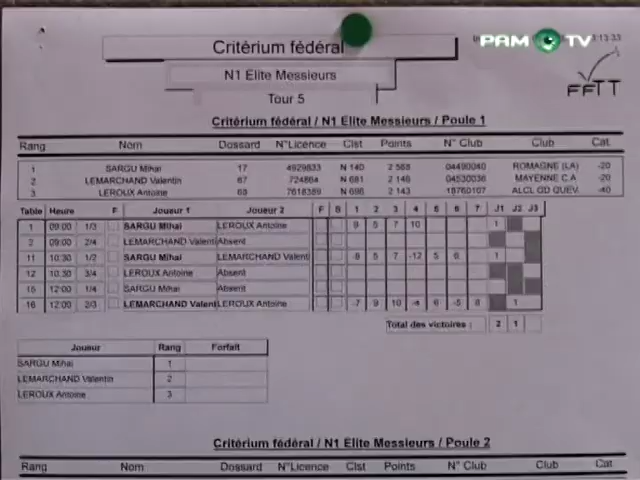 PAM TV
13:33
Critérium fédéral
N1 Elite Messieurs
Tour 5
FFTT
Critérium fédéral / N1 Elite Messieurs / Poule 1
Rang Nom Dossard N°Licence Clst Points N° Club Club Cat
1 SARGU Mihai 17 4929833 N 140 2 568 04490040 ROMAGNE (LA) -20
2 LEMARCHAND Valentin 67 724864 N 681 2 146 04530036 MAYENNE C.A -20
3 LEROUX Antoine 68 7618389 N 696 2 143 18760107 ALCL GD QUEV. -40
Table Heure F Joueur 1 Joueur 2 F S 1 2 3 4 5 6 7 J1 J2 J3
1 09:00 1/3 SARGU Mihai LEROUX Antoine 9 5 7 10 1
2 09:00 2/4 LEMARCHAND Valenti Absent
11 10:30 1/2 SARGU Mihai LEMARCHAND Valenti -9 5 7 -12 5 6 1
12 10:30 3/4 LEROUX Antoine Absent
15 12:00 1/4 SARGU Mihai Absent
16 12:00 2/3 LEMARCHAND Valent LEROUX Antoine -7 9 10 -4 6 -5 8 1
Total des victoires : 2 1
Joueur Rang Forfait
SARGU Mihai 1
LEMARCHAND Valentin 2
LEROUX Antoine 3
Critérium fédéral / N1 Elite Messieurs / Poule 2
Rang Nom Dossard N°Licence Clst Points N° Club Club Cat